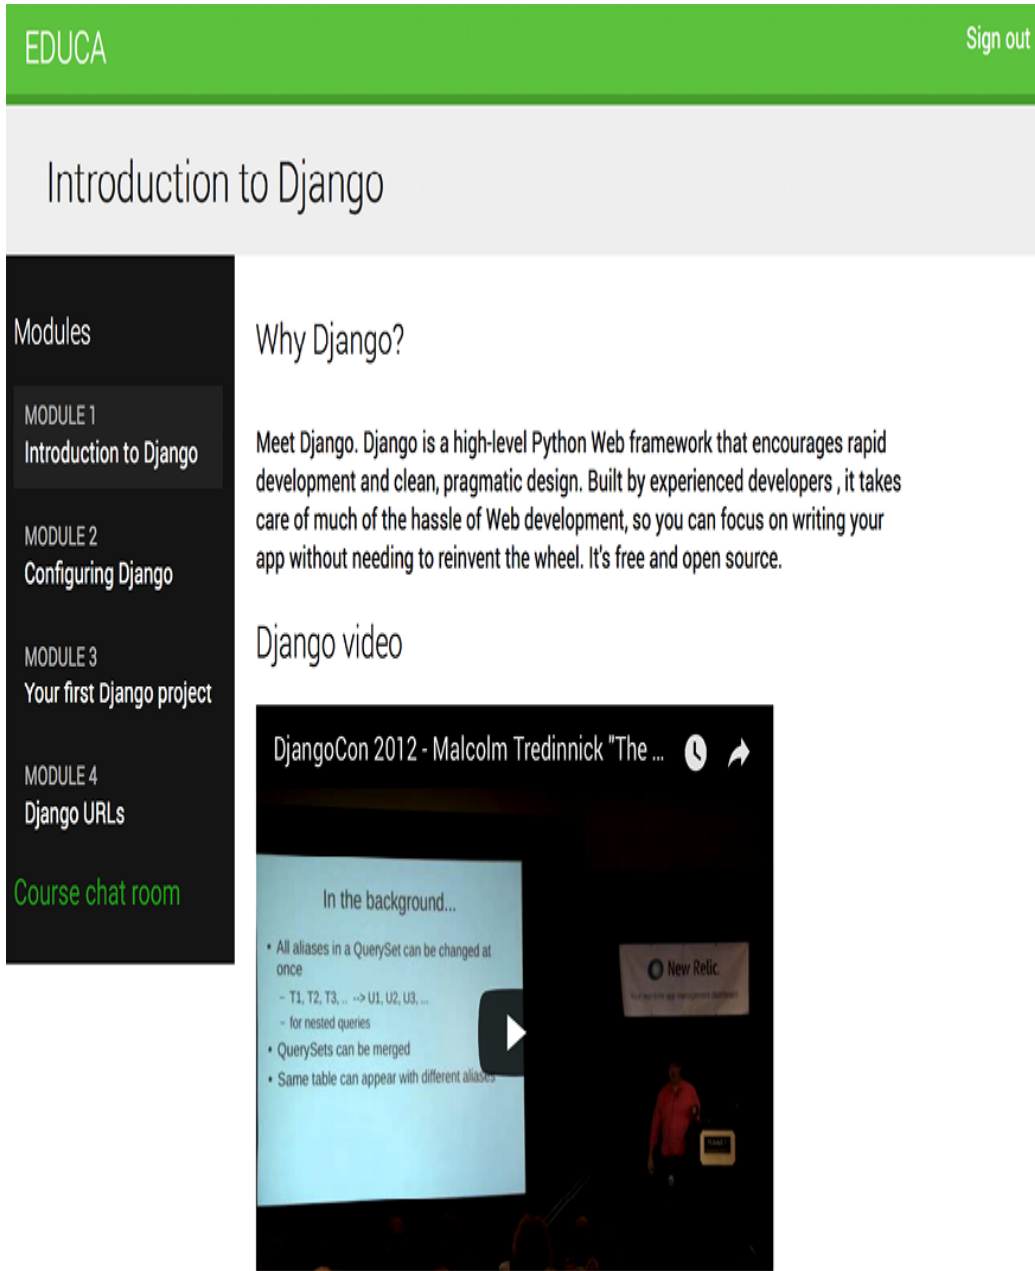 EDUCA
Sign out
Introduction to Django
Modules
MODULE 1
Introduction to Django
MODULE 2
Configuring Django
MODULE 3
Your first Django project
MODULE 4
Django URLs
Course chat room
Why Django?
Meet Django. Django is a high-level Python Web framework that encourages rapid
development and clean, pragmatic design. Built by experienced developers , it takes
care of much of the hassle of Web development, so you can focus on writing your
app without needing to reinvent the wheel. It's free and open source.
Django video
DjangoCon 2012 - Malcolm Tredinnick "The ...
In the background...
• All aliases in a QuerySet can be changed at
once
– T1, T2, T3, .. --> U1, U2, U3, ...
– for nested queries
• QuerySets can be merged
• Same table can appear with different aliases
New Relic.